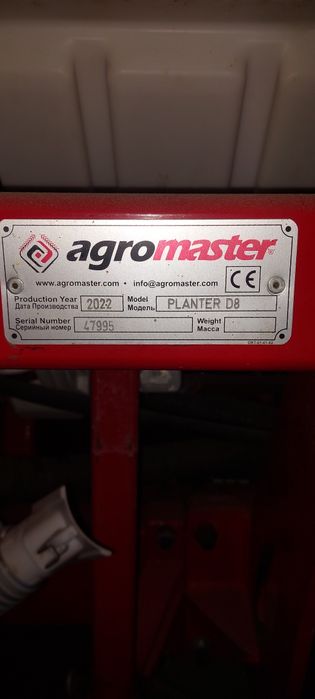 agromaster
www.agromaster.com • info@agromaster.com CE
Production Year 2022 Model PLANTER D8
Дата Производства Модель
Serial Number 47995 Weight
Серийный номер Масса